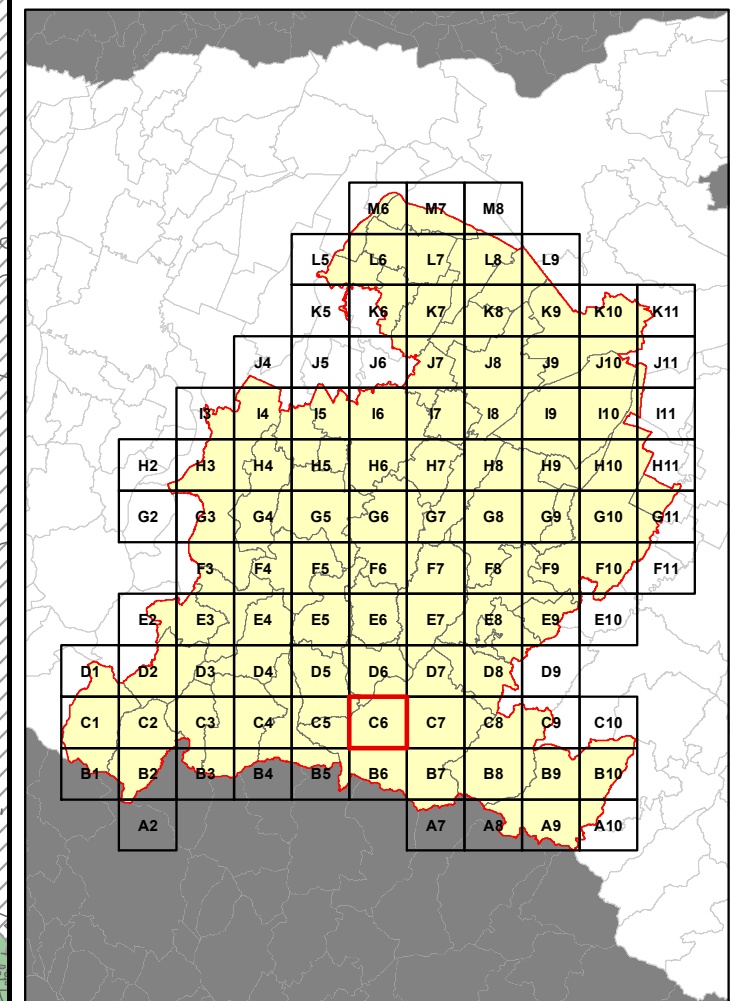 M6 M7 M8
L5 L6 L7 L8 L9
K5 K6 K7 K8 K9 K10 K11
J4 J5 J6 J7 J8 J9 J10 J11
I3 I4 I5 I6 I7 I8 I9 I10 I11
H2 H3 H4 H5 H6 H7 H8 H9 H10 H11
G2 G3 G4 G5 G6 G7 G8 G9 G10 G11
F3 F4 F5 F6 F7 F8 F9 F10 F11
E2 E3 E4 E5 E6 E7 E8 E9 E10
D1 D2 D3 D4 D5 D6 D7 D8 D9
C1 C2 C3 C4 C5 C6 C7 C8 C9 C10
B1 B2 B3 B4 B5 B6 B7 B8 B9 B10
A2 A7 A8 A9 A10